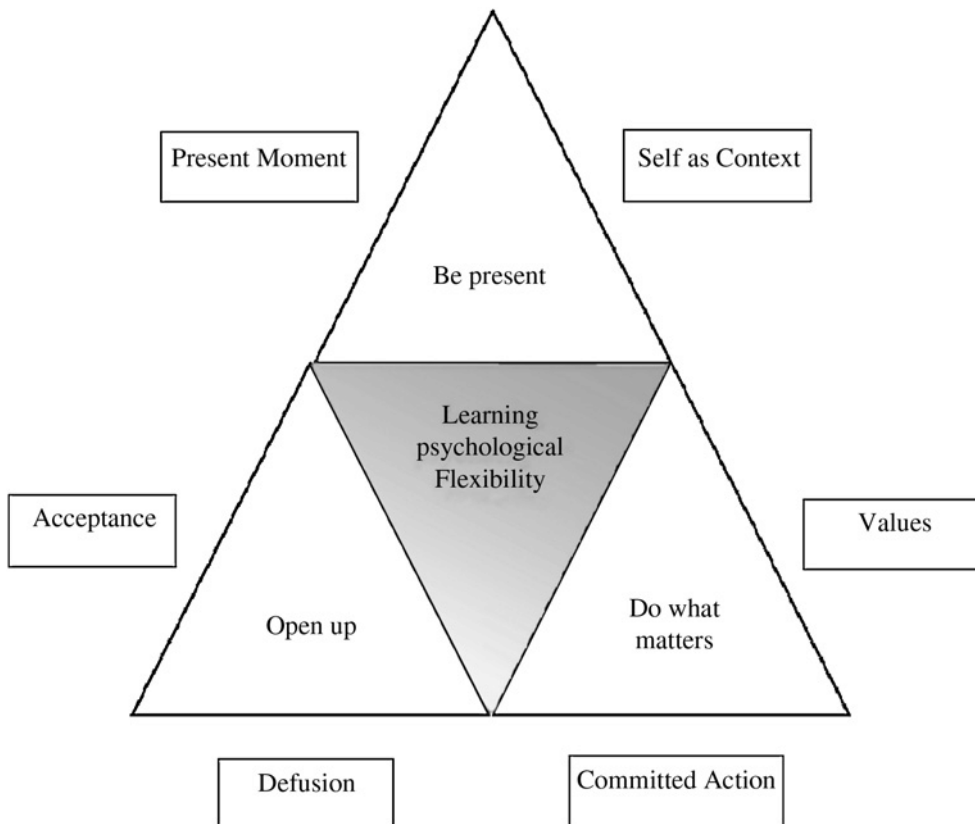 Present Moment
Self as Context
Be present
Learning
psychological
Flexibility
Acceptance
Values
Open up
Do what
matters
Defusion
Committed Action